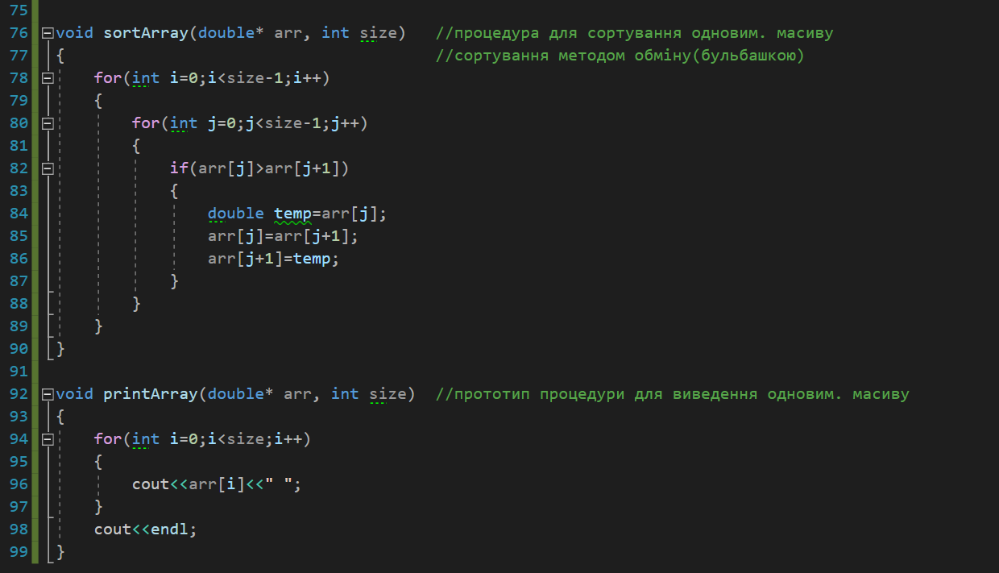 75
76 void sortArray(double* arr, int size) //процедура для сортування одновим. масиву
77 { //сортування методом обміну(бульбашкою)
78 for(int i=0;i<size-1;i++)
79 {
80 for(int j=0;j<size-1;j++)
81 {
82 if(arr[j]>arr[j+1])
83 {
84 double temp=arr[j];
85 arr[j]=arr[j+1];
86 arr[j+1]=temp;
87 }
88 }
89 }
90 }
91
92 void printArray(double* arr, int size) //прототип процедури для виведення одновим. масиву
93 {
94 for(int i=0;i<size;i++)
95 {
96 cout<<arr[i]<<" ";
97 }
98 cout<<endl;
99 }